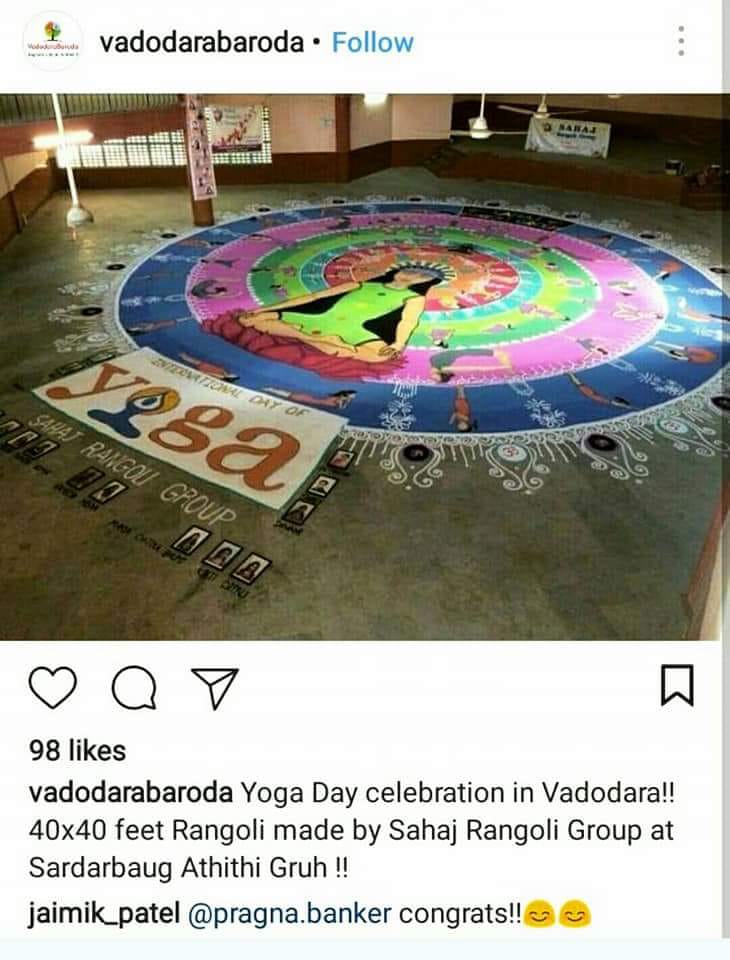 vadodarabaroda • Follow
VadodaraBaroda
SAHAJ
INTERNATIONAL DAY OF
yoga
SAHAJ RANGOLI GROUP
98 likes
vadodarabaroda Yoga Day celebration in Vadodara!!
40x40 feet Rangoli made by Sahaj Rangoli Group at
Sardarbaug Athithi Gruh !!
jaimik_patel @pragna.banker congrats!!😊😊